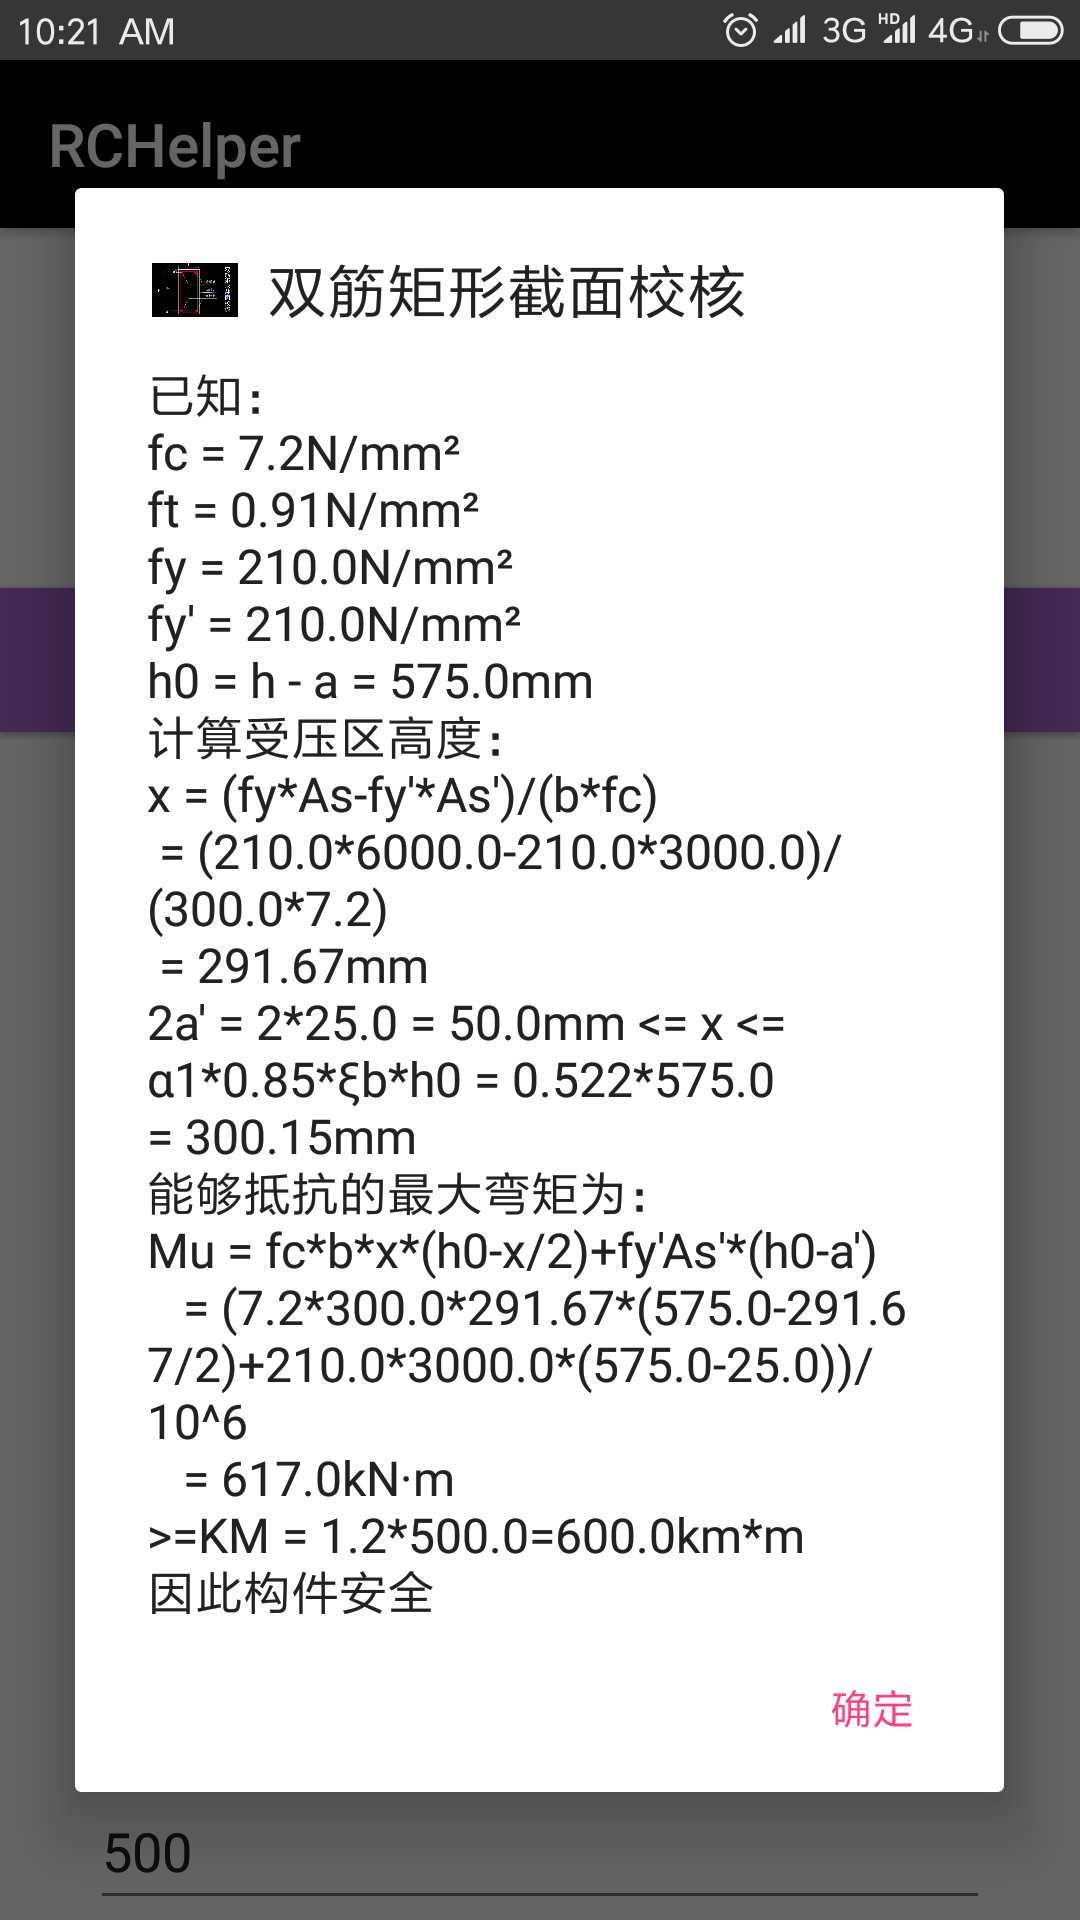 10:21 AM
3G HD 4G
RCHelper
双筋矩形截面校核
已知：
fc = 7.2N/mm²
ft = 0.91N/mm²
fy = 210.0N/mm²
fy' = 210.0N/mm²
h0 = h - a = 575.0mm
计算受压区高度：
x = (fy*As-fy'*As')/(b*fc)
= (210.0*6000.0-210.0*3000.0)/
(300.0*7.2)
= 291.67mm
2a' = 2*25.0 = 50.0mm <= x <=
α1*0.85*ξb*h0 = 0.522*575.0
= 300.15mm
能够抵抗的最大弯矩为：
Mu = fc*b*x*(h0-x/2)+fy'As'*(h0-a')
= (7.2*300.0*291.67*(575.0-291.6
7/2)+210.0*3000.0*(575.0-25.0))/
10^6
= 617.0kN·m
>=KM = 1.2*500.0=600.0km*m
因此构件安全
确定
500